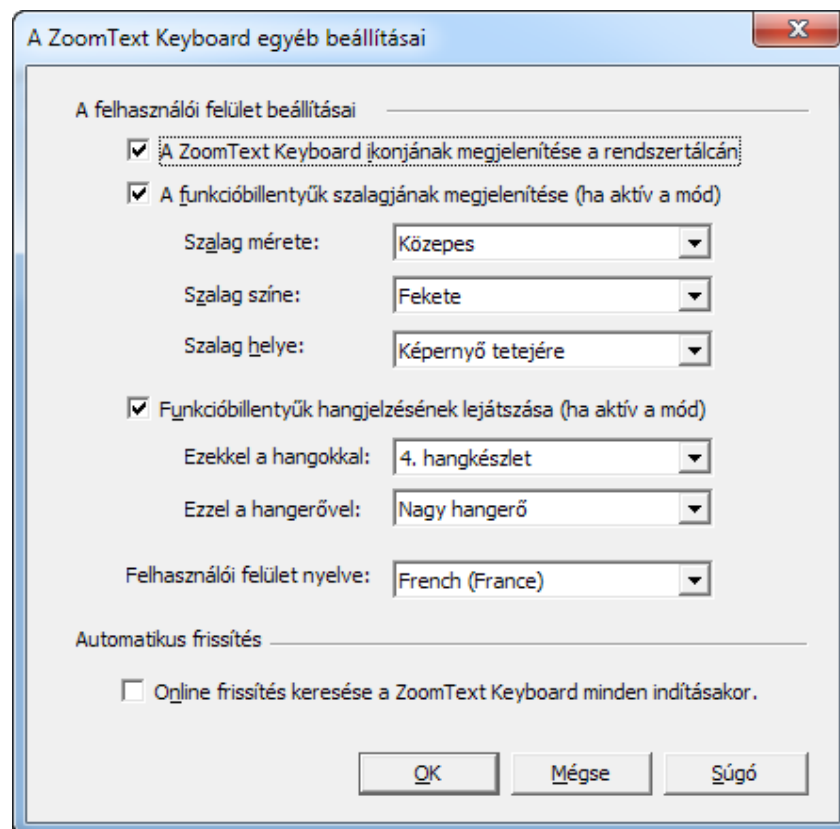 A ZoomText Keyboard egyéb beállításai
A felhasználói felület beállításai
A ZoomText Keyboard ikonjának megjelenítése a rendszertálcán
A funkcióbillentyűk szalagjának megjelenítése (ha aktív a mód)
Szalag mérete: Közepes
Szalag színe: Fekete
Szalag helye: Képernyő tetejére
Funkcióbillentyűk hangjelzésének lejátszása (ha aktív a mód)
Ezekkel a hangokkal: 4. hangkészlet
Ezzel a hangerővel: Nagy hangerő
Felhasználói felület nyelve: French (France)
Automatikus frissítés
Online frissítés keresése a ZoomText Keyboard minden indításakor.
OK Mégse Súgó